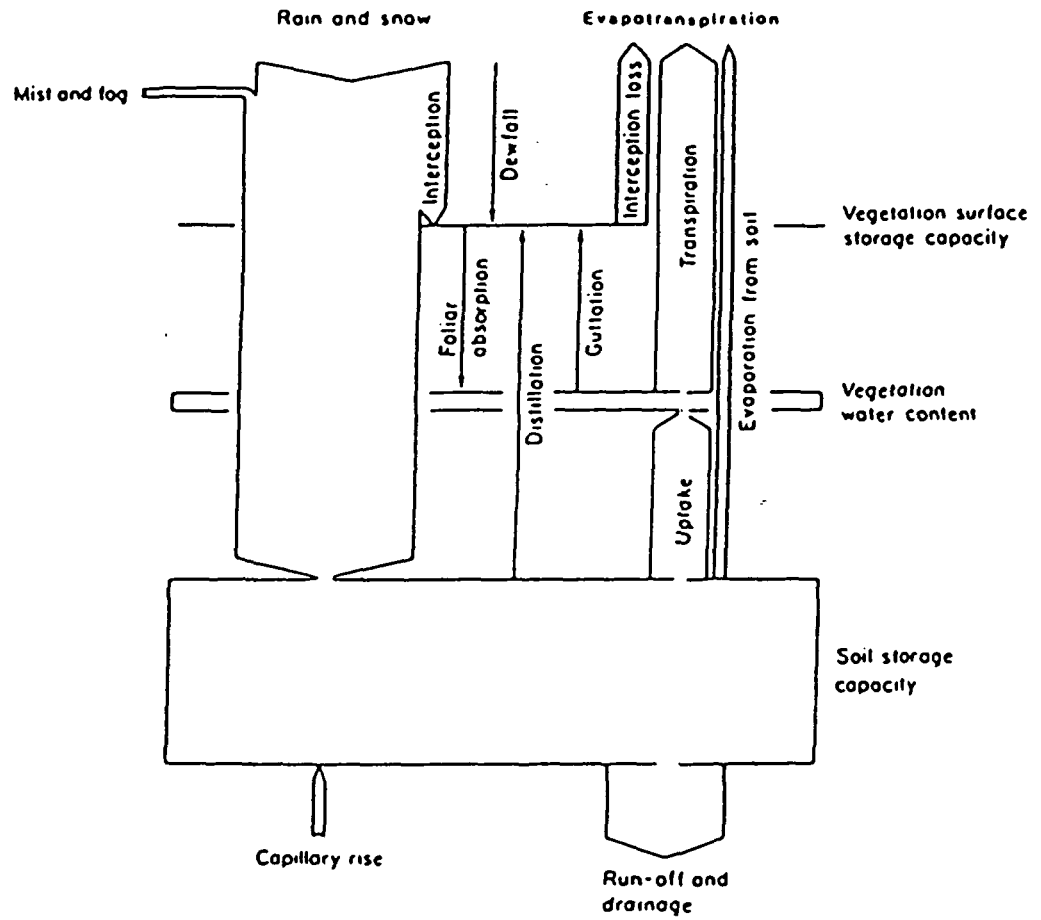 Rain and snow
Evapotranspiration
Mist and fog
Interception
Dewfall
Interception loss
Transpiration
Evaporation from soil
Vegetation surface
storage capacity
Foliar
absorption
Distillation
Guttation
Vegetation
water content
Uptake
Soil storage
capacity
Capillary rise
Run-off and
drainage